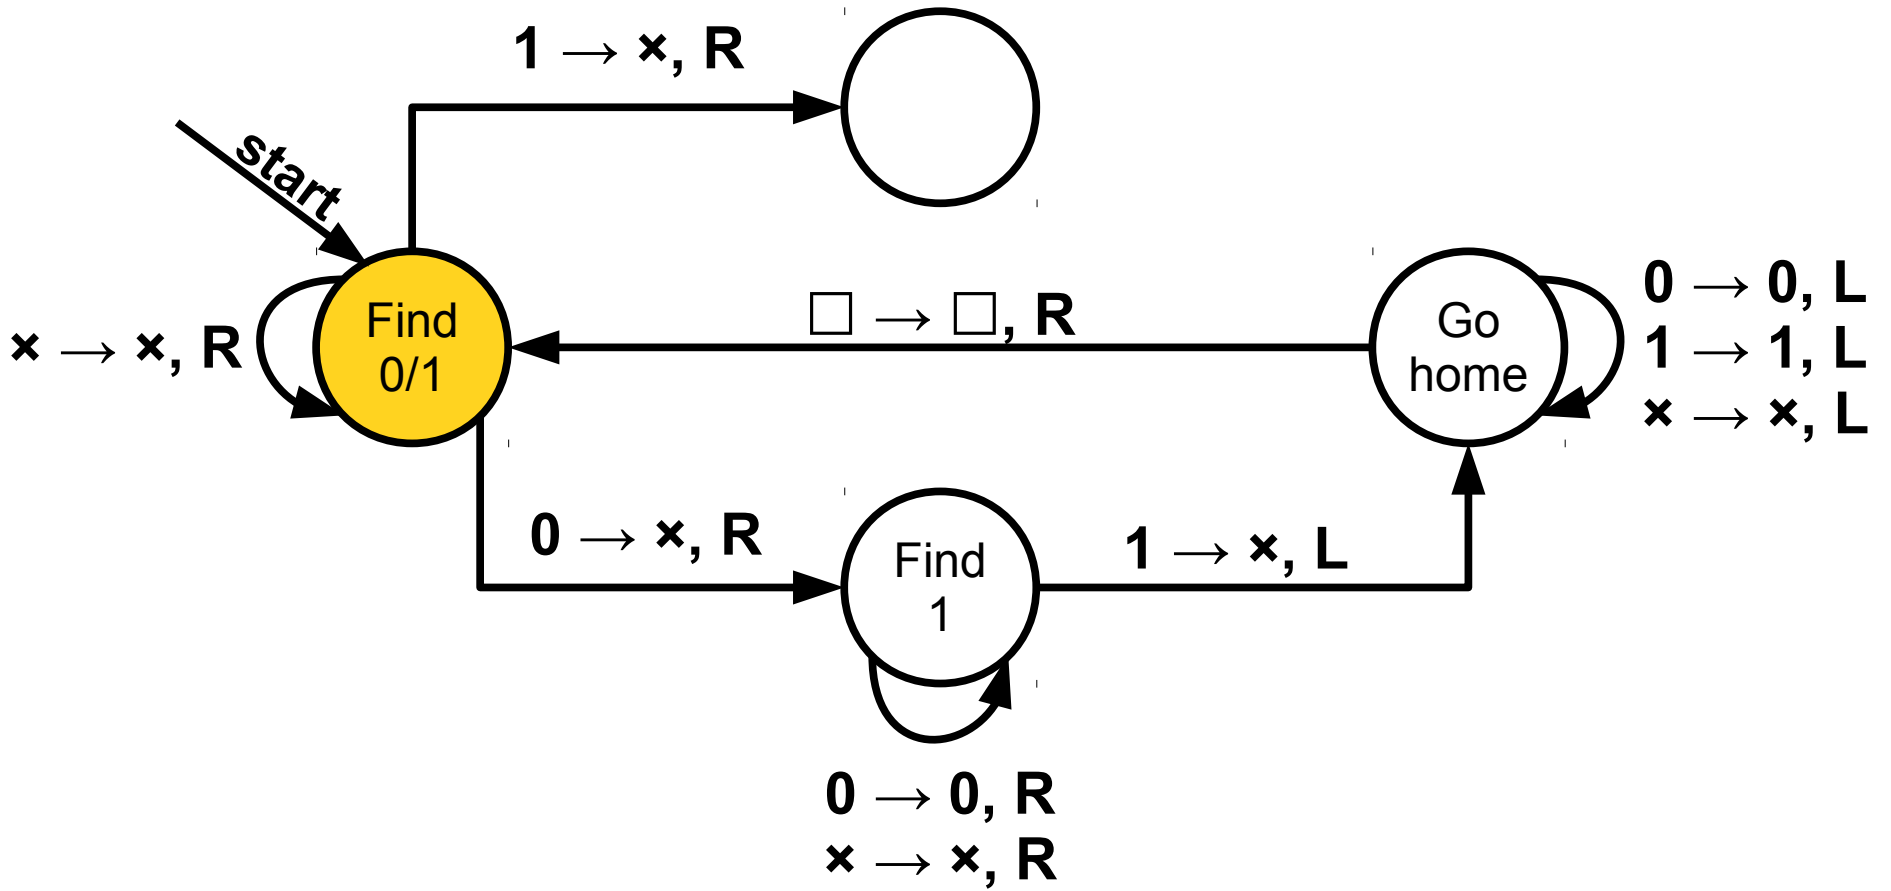 1 → ×, R
start
Find
0/1
× → ×, R
□ → □, R
Go
home
0 → 0, L
1 → 1, L
× → ×, L
0 → ×, R
Find
1
1 → ×, L
0 → 0, R
× → ×, R